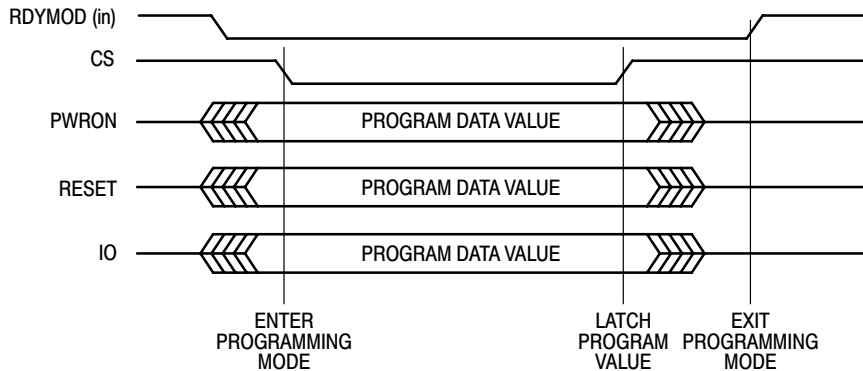 RDYMOD (in)
CS
PWRON
PROGRAM DATA VALUE
RESET
PROGRAM DATA VALUE
IO
PROGRAM DATA VALUE
ENTER
PROGRAMMING
MODE
LATCH
PROGRAM
VALUE
EXIT
PROGRAMMING
MODE